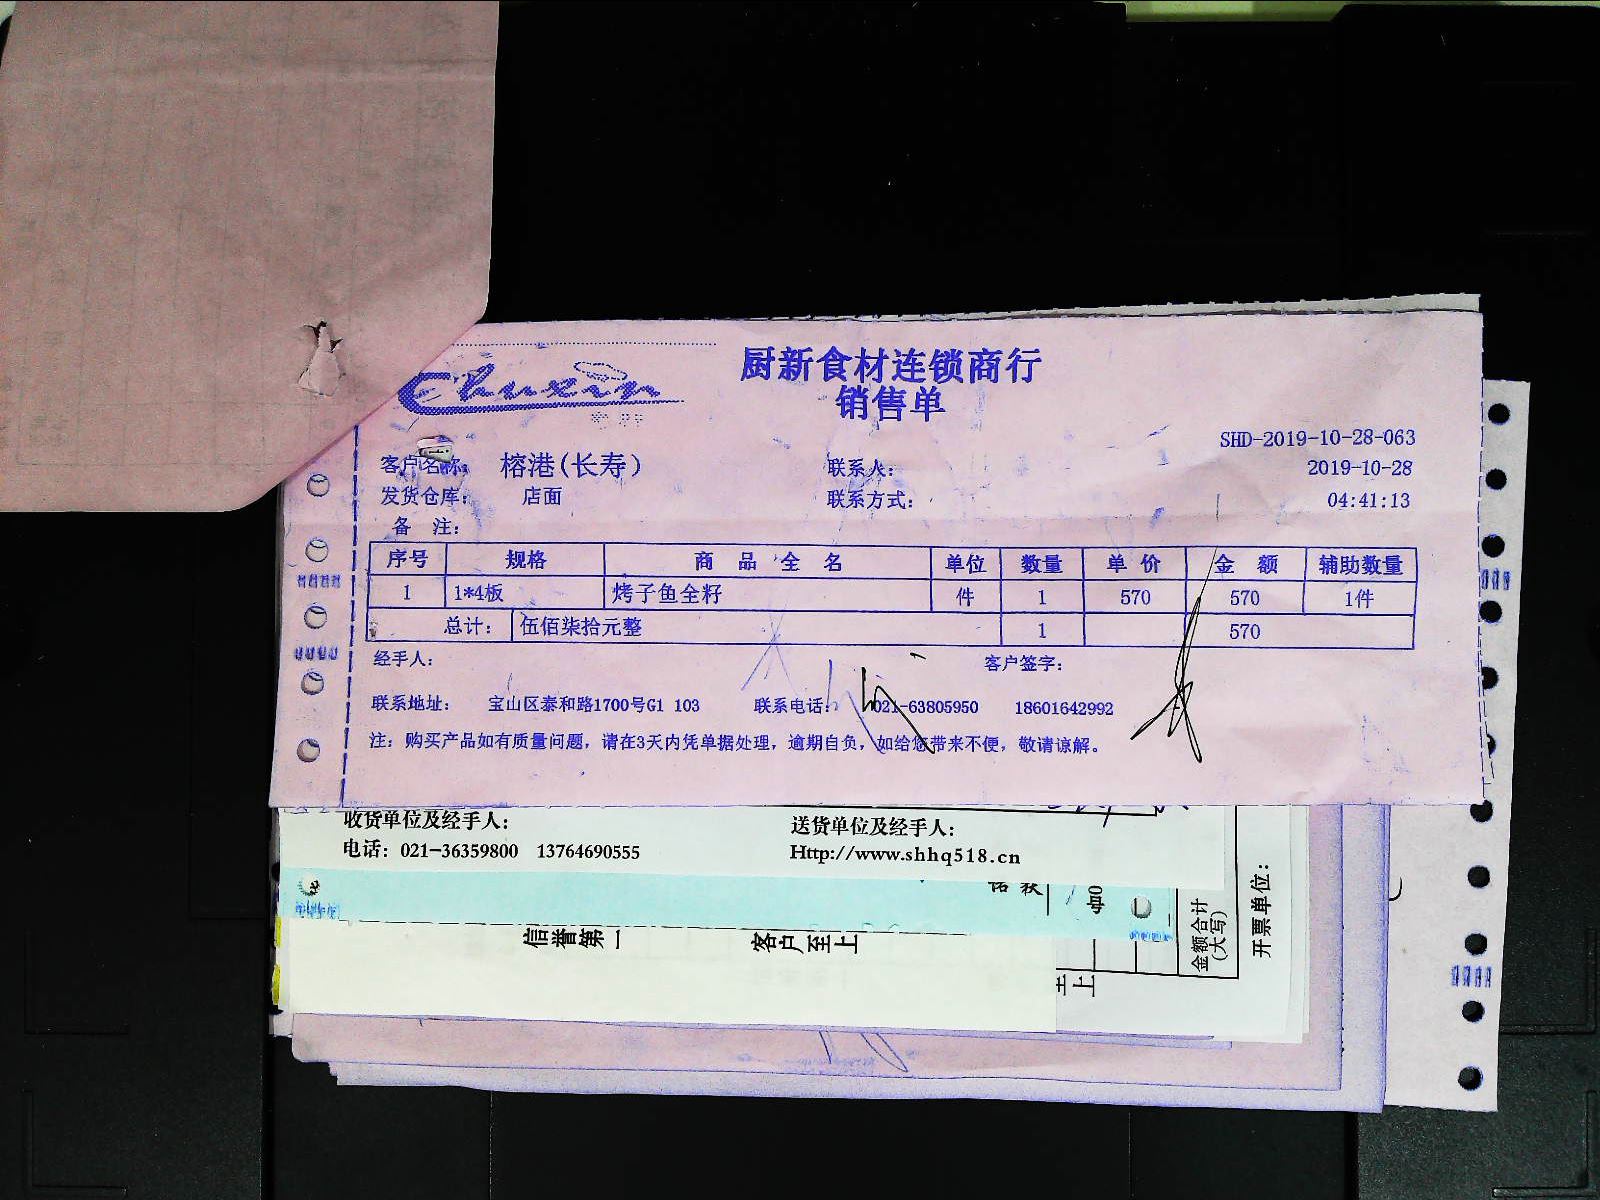 Chuxin
厨新食材连锁商行
销售单
SHD-2019-10-28-063
客户名称: 榕港(长寿) 联系人: 2019-10-28
发货仓库: 店面 联系方式: 04:41:13
备 注:
序号 规格 商 品 全 名 单位 数量 单 价 金 额 辅助数量
1 1*4板 烤子鱼全籽 件 1 570 570 1件
总计: 伍佰柒拾元整 1 570
经手人: 客户签字:
联系地址: 宝山区泰和路1700号G1 103 联系电话: 021-63805950 18601642992
注: 购买产品如有质量问题, 请在3天内凭单据处理, 逾期自负, 如给您带来不便, 敬请谅解。
收货单位及经手人: 送货单位及经手人:
电话: 021-36359800 13764690555 Http://www.shhq518.cn
信誉第一 客户至上
金额合计
(大写)
开票单位: